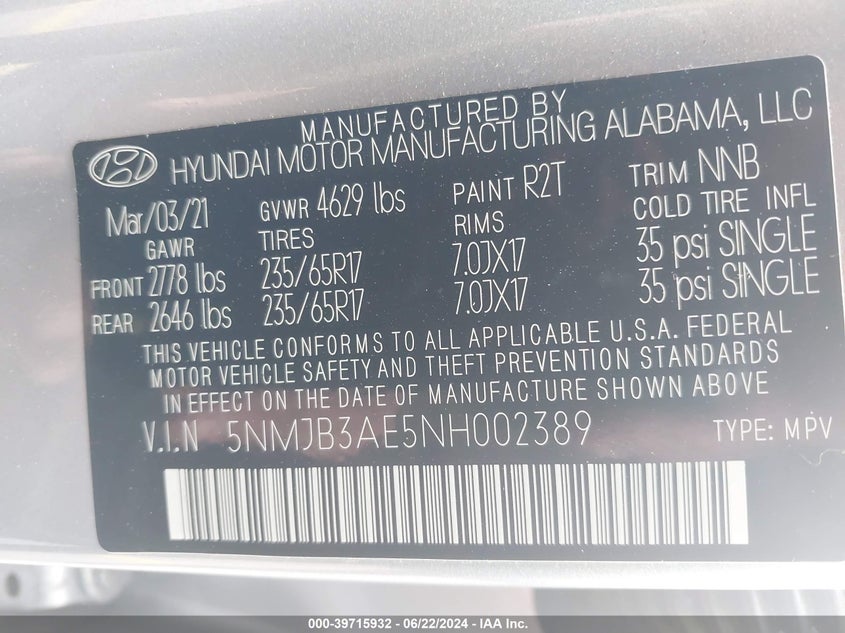 MANUFACTURED BY
HYUNDAI MOTOR MANUFACTURING ALABAMA, LLC
Mar/03/21 GVWR 4629 lbs PAINT R2T TRIM NNB
GAWR TIRES RIMS COLD TIRE INFL
FRONT 2778 lbs 235/65R17 7.0JX17 35 psi SINGLE
REAR 2646 lbs 235/65R17 7.0JX17 35 psi SINGLE
THIS VEHICLE CONFORMS TO ALL APPLICABLE U.S.A. FEDERAL
MOTOR VEHICLE SAFETY AND THEFT PREVENTION STANDARDS
IN EFFECT ON THE DATE OF MANUFACTURE SHOWN ABOVE
V.I.N 5NMJB3AE5NH002389 TYPE: MPV
000-39715932 - 06/22/2024 - IAA Inc.